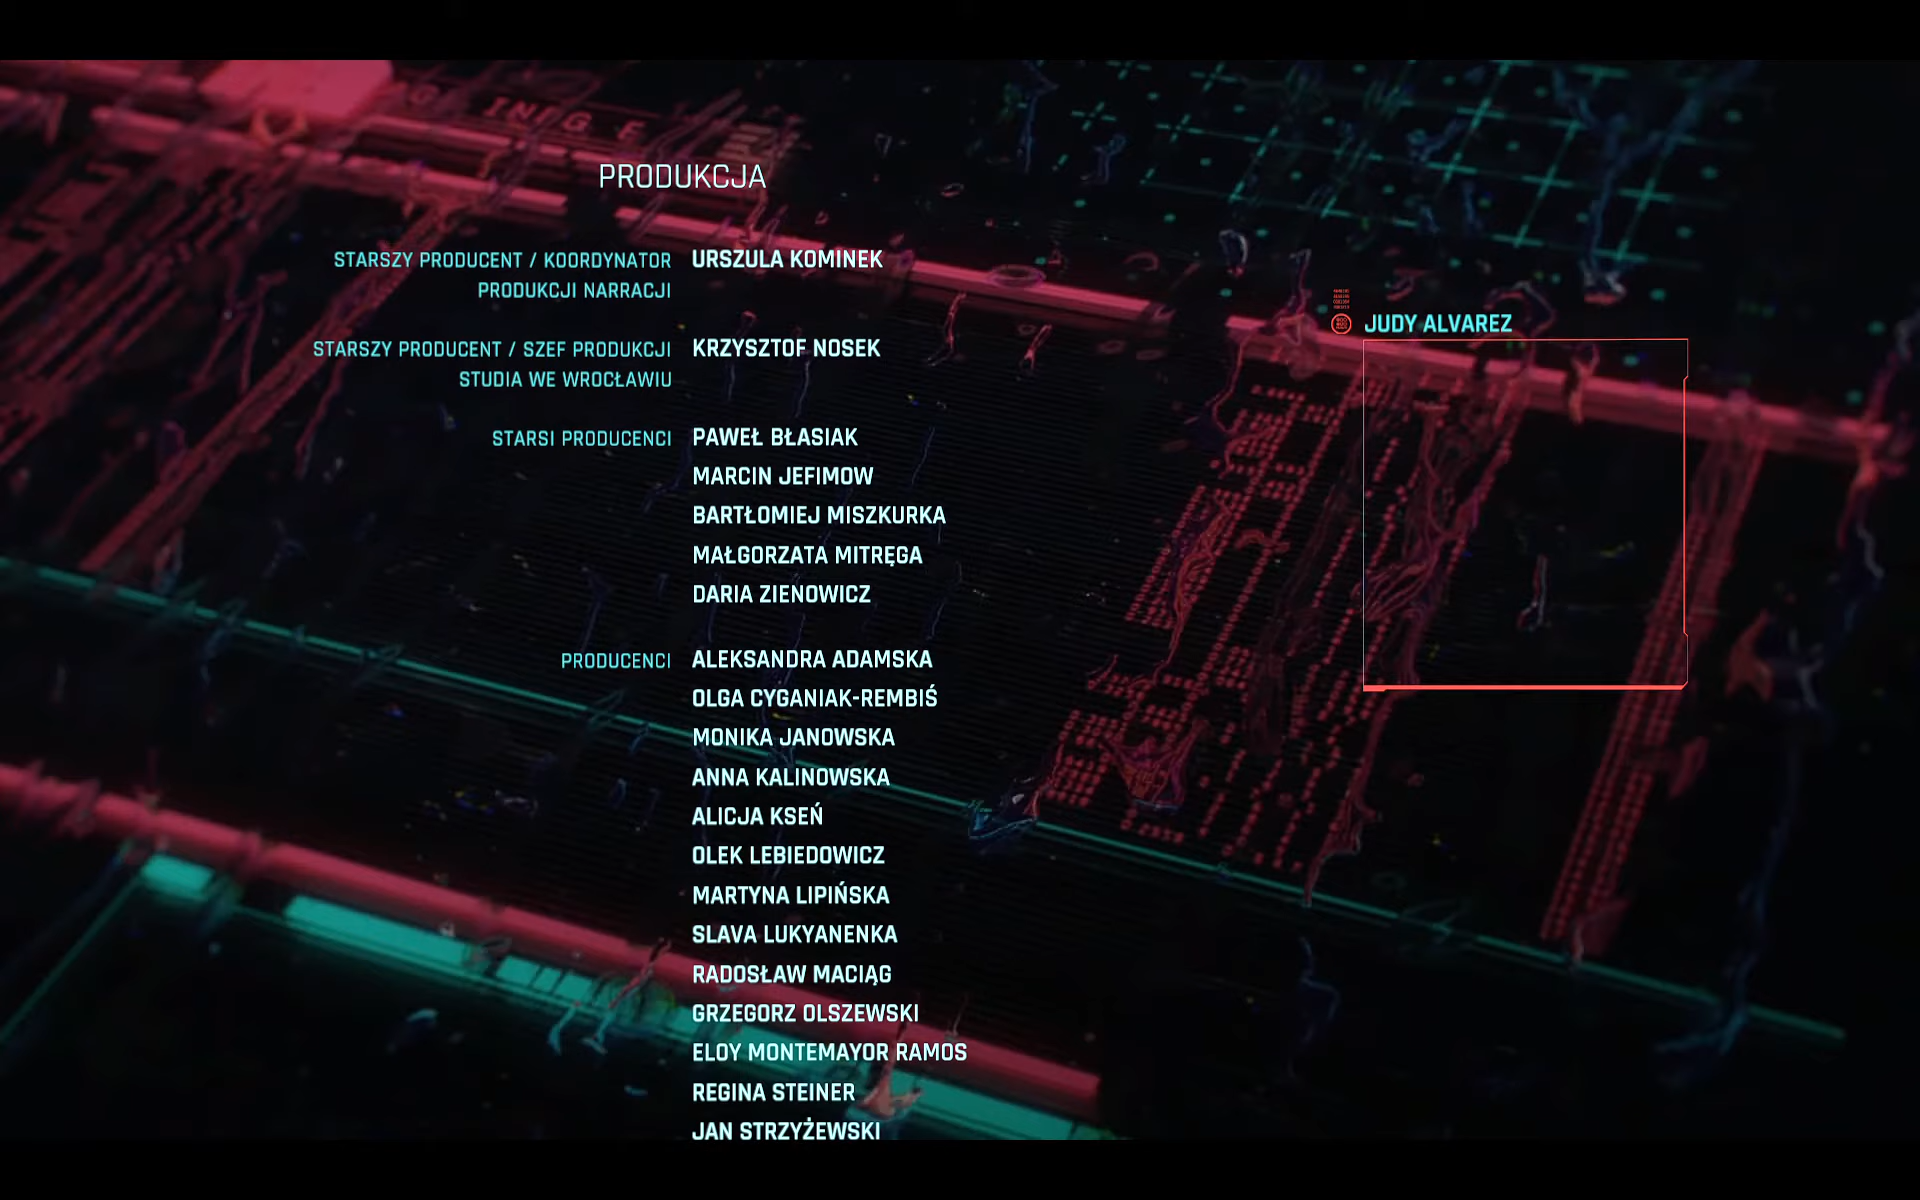 PRODUKCJA
STARSZY PRODUCENT / KOORDYNATOR URSZULA KOMINEK
PRODUKCJI NARRACJI
STARSZY PRODUCENT / SZEF PRODUKCJI KRZYSZTOF NOSEK
STUDIA WE WROCŁAWIU
STARSI PRODUCENCI PAWEŁ BŁASIAK
MARCIN JEFIMOW
BARTŁOMIEJ MISZKURKA
MAŁGORZATA MITRĘGA
DARIA ZIENOWICZ
PRODUCENCI ALEKSANDRA ADAMSKA
OLGA CYGANIAK-REMBIŚ
MONIKA JANOWSKA
ANNA KALINOWSKA
ALICJA KSEŃ
OLEK LEBIEDOWICZ
MARTYNA LIPIŃSKA
SLAVA LUKYANENKA
RADOSŁAW MACIĄG
GRZEGORZ OLSZEWSKI
ELOY MONTEMAYOR RAMOS
REGINA STEINER
JAN STRZYŻEWSKI
JUDY ALVAREZ